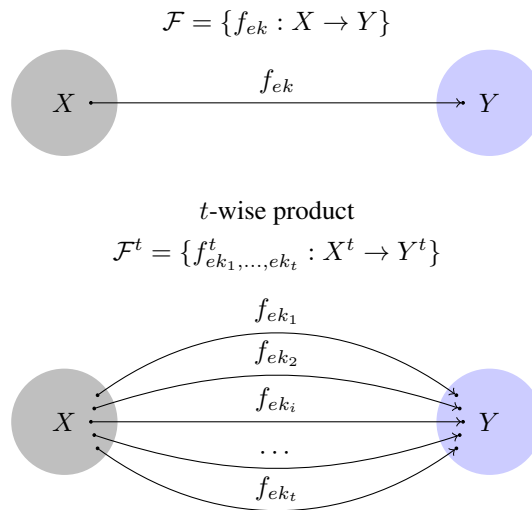 ℱ = {f_{ek} : X → Y}
f_{ek}
X Y
t-wise product
ℱ^t = {f^t_{ek_1,...,ek_t} : X^t → Y^t}
f_{ek_1}
f_{ek_2}
f_{ek_i}
X Y
...
f_{ek_t}